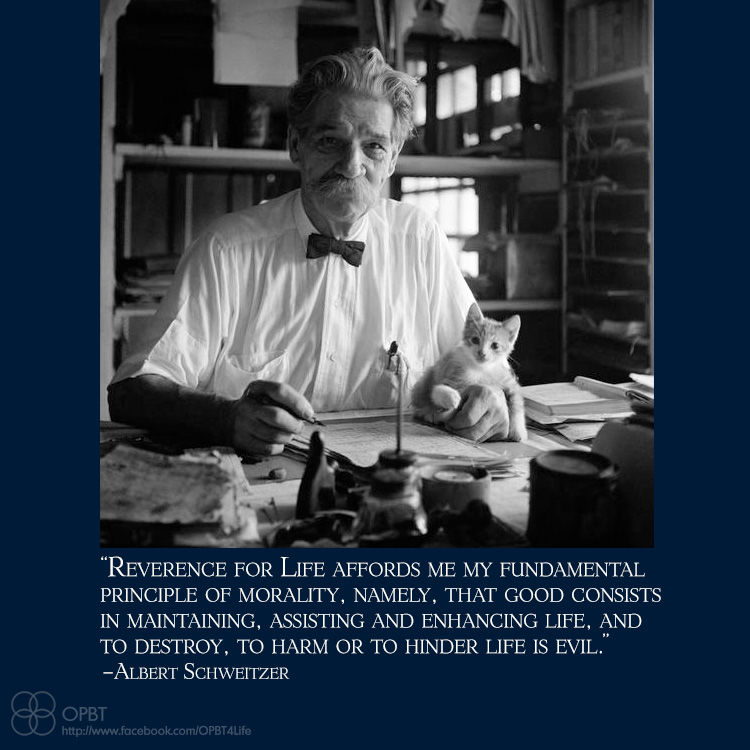 “Reverence for Life affords me my fundamental
principle of morality, namely, that good consists
in maintaining, assisting and enhancing life, and
to destroy, to harm or to hinder life is evil.”
–Albert Schweitzer
OPBT
http://www.facebook.com/OPBT4Life